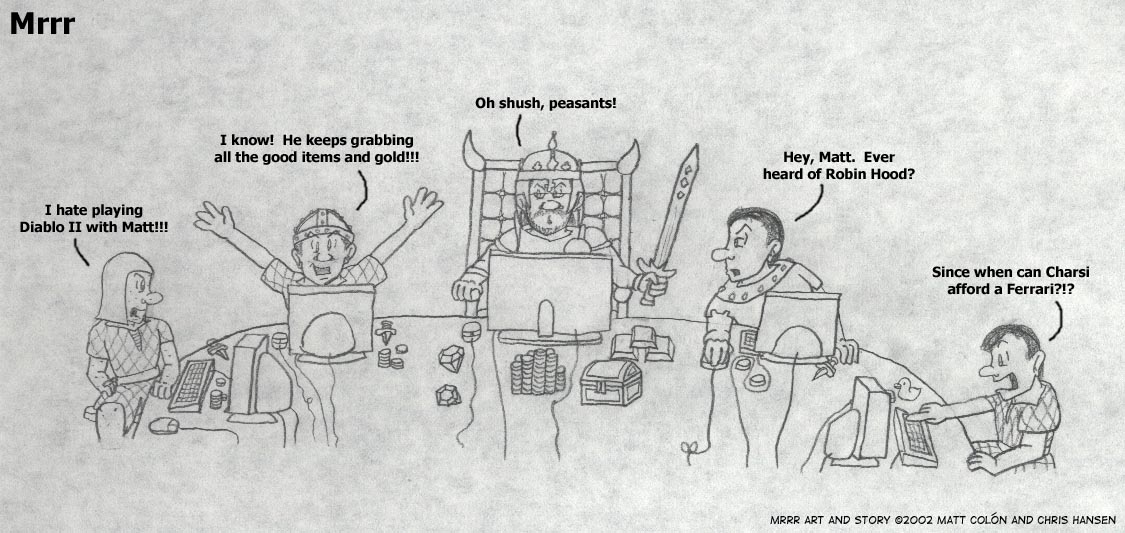 Mrrr
I hate playing
Diablo II with Matt!!!
I know!  He keeps grabbing
all the good items and gold!!!
Oh shush, peasants!
Hey, Matt.  Ever
heard of Robin Hood?
Since when can Charsi
afford a Ferrari?!?
MRRR ART AND STORY ©2002 MATT COLÓN AND CHRIS HANSEN